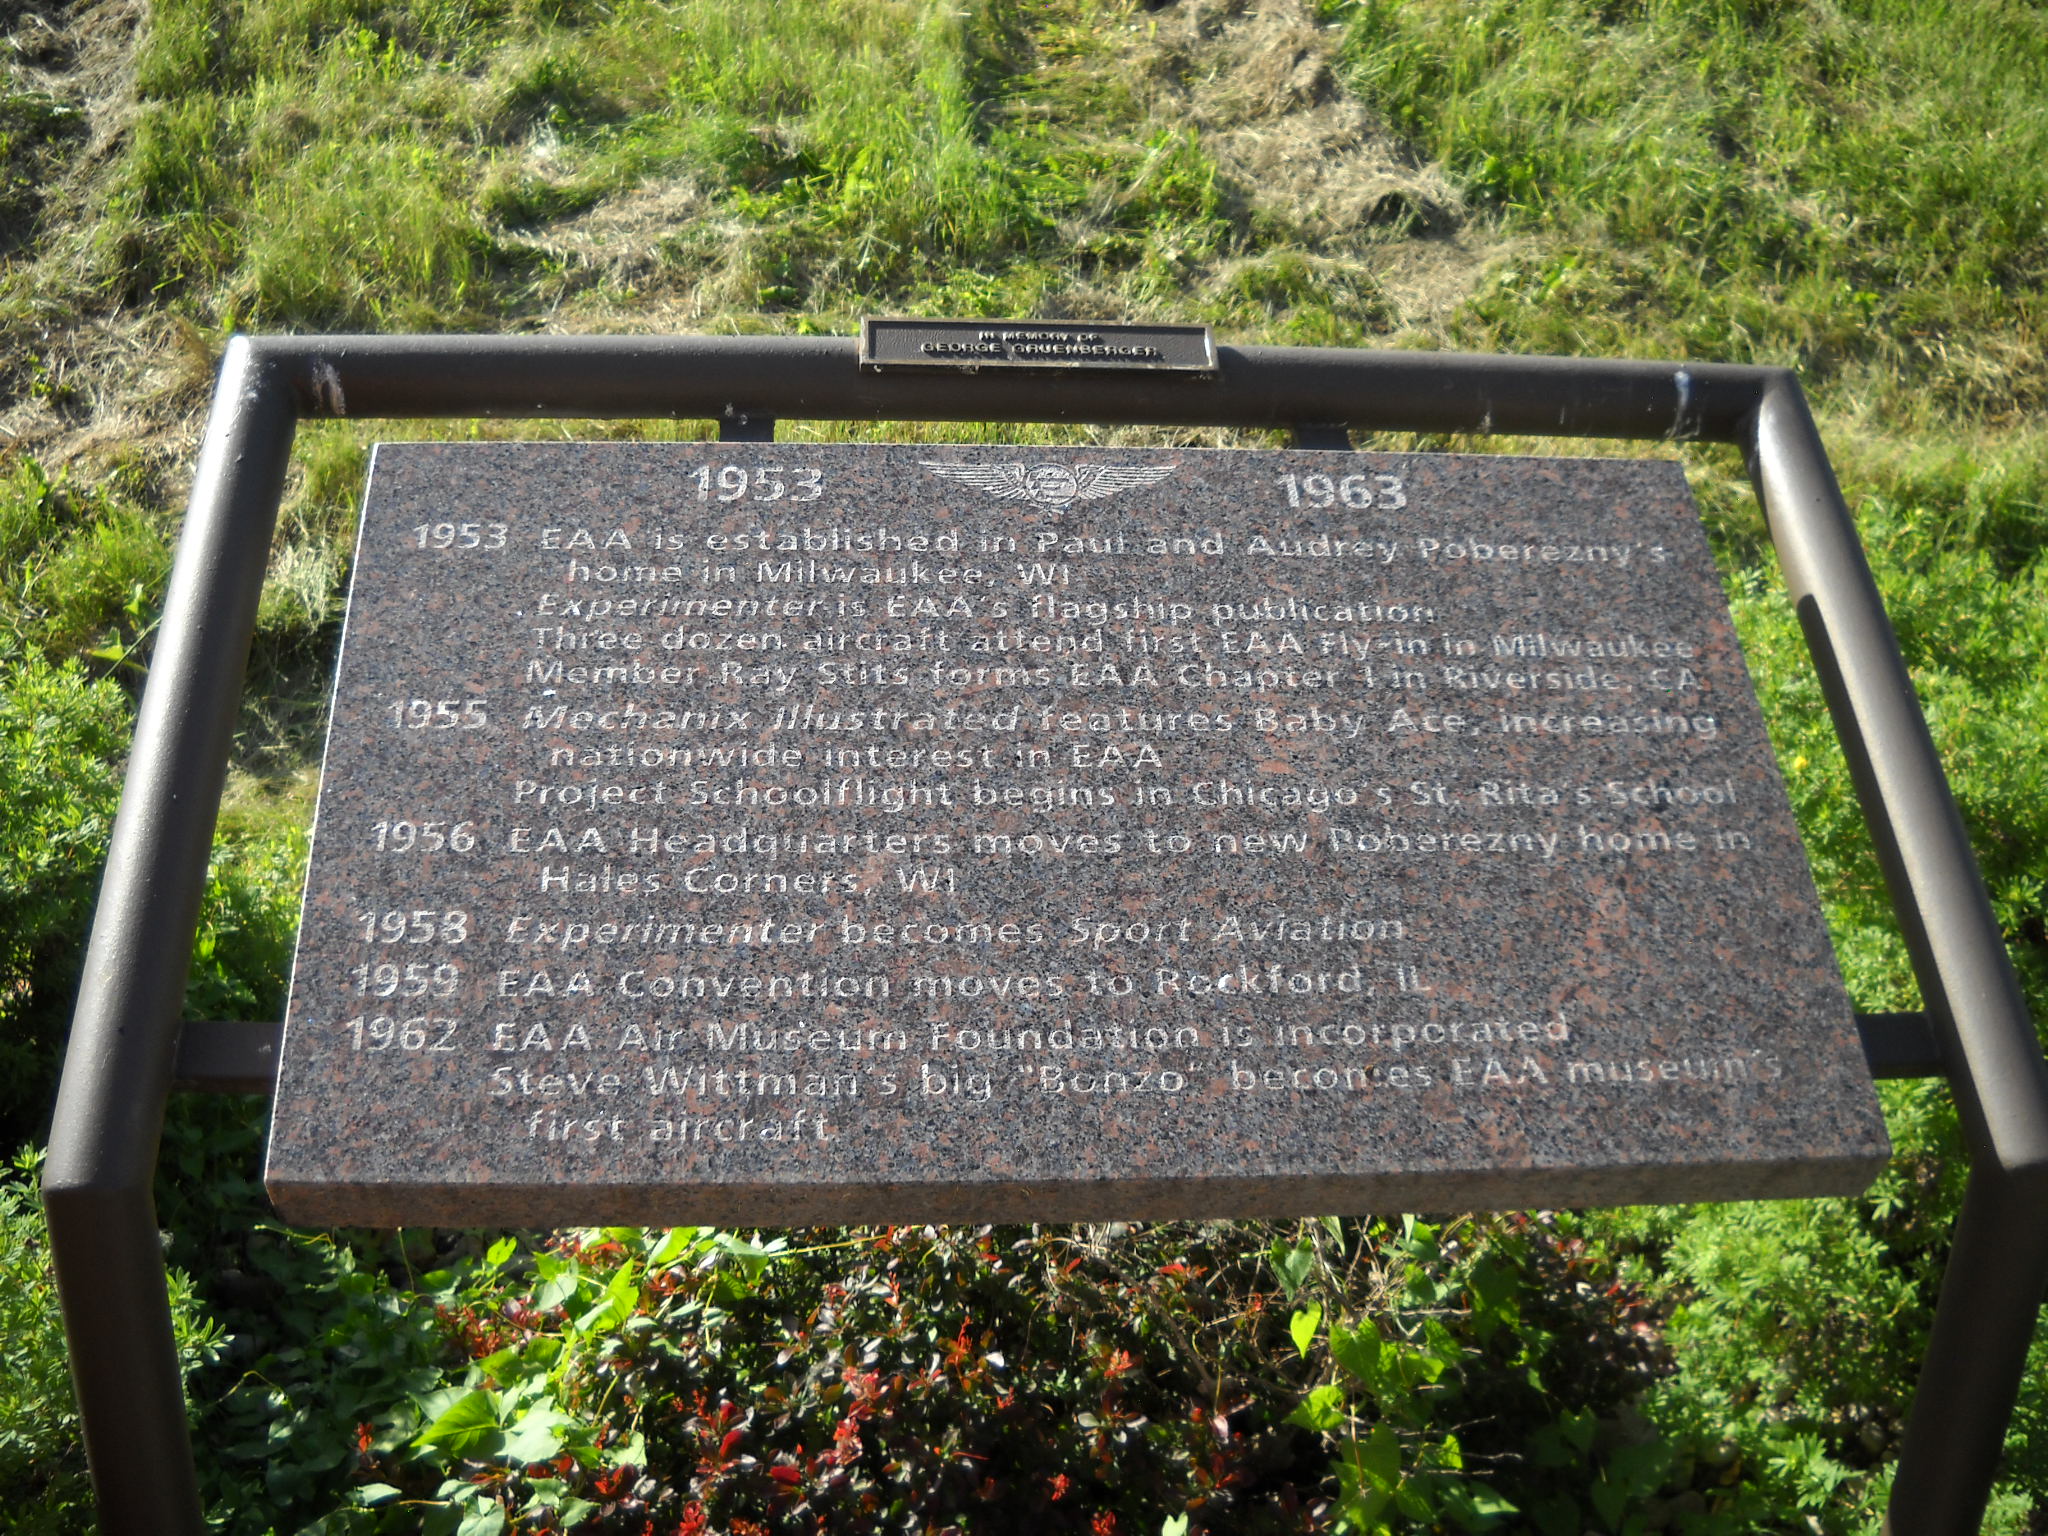 IN MEMORY OF
GEORGE GRUENBERGER
1953 1963
1953 EAA is established in Paul and Audrey Poberezny's
home in Milwaukee, WI
Experimenter is EAA's flagship publication
Three dozen aircraft attend first EAA Fly-in in Milwaukee
Member Ray Stits forms EAA Chapter 1 in Riverside, CA
1955 Mechanix Illustrated features Baby Ace, increasing
nationwide interest in EAA
Project Schoolflight begins in Chicago's St. Rita's School
1956 EAA Headquarters moves to new Poberezny home in
Hales Corners, WI
1958 Experimenter becomes Sport Aviation
1959 EAA Convention moves to Rockford, IL
1962 EAA Air Museum Foundation is incorporated
Steve Wittman's big "Bonzo" becomes EAA museum's
first aircraft